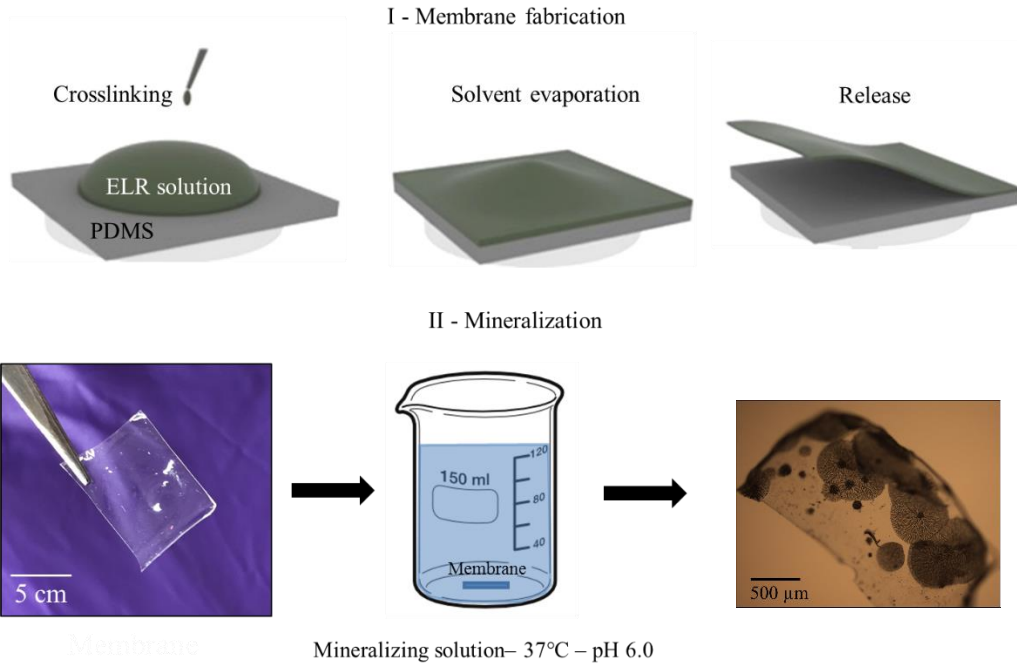 I - Membrane fabrication
Crosslinking
Solvent evaporation
Release
ELR solution
PDMS
II - Mineralization
120
150 ml
80
40
Membrane
5 cm
500 µm
Membrane
Mineralizing solution– 37°C – pH 6.0